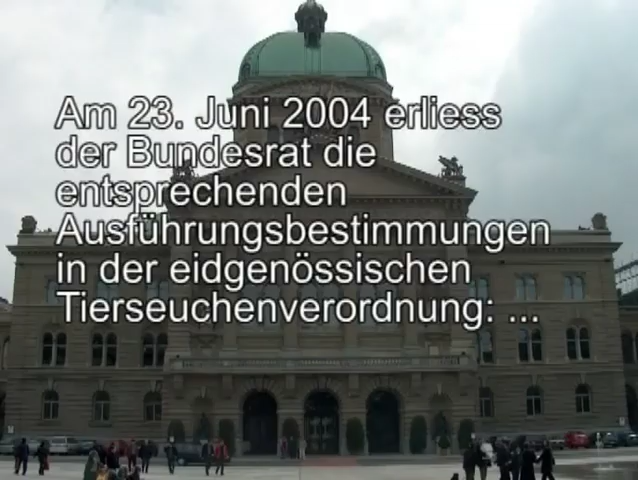 Am 23. Juni 2004 erliess
der Bundesrat die
entsprechenden
Ausführungsbestimmungen
in der eidgenössischen
Tierseuchenverordnung: ...